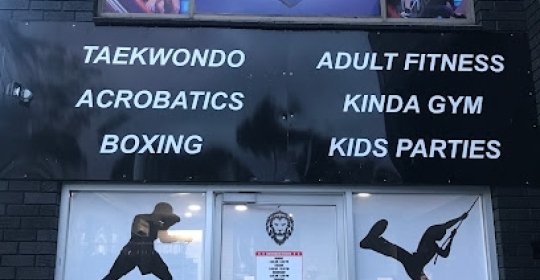 TAEKWONDO
ACROBATICS
BOXING
ADULT FITNESS
KINDA GYM
KIDS PARTIES